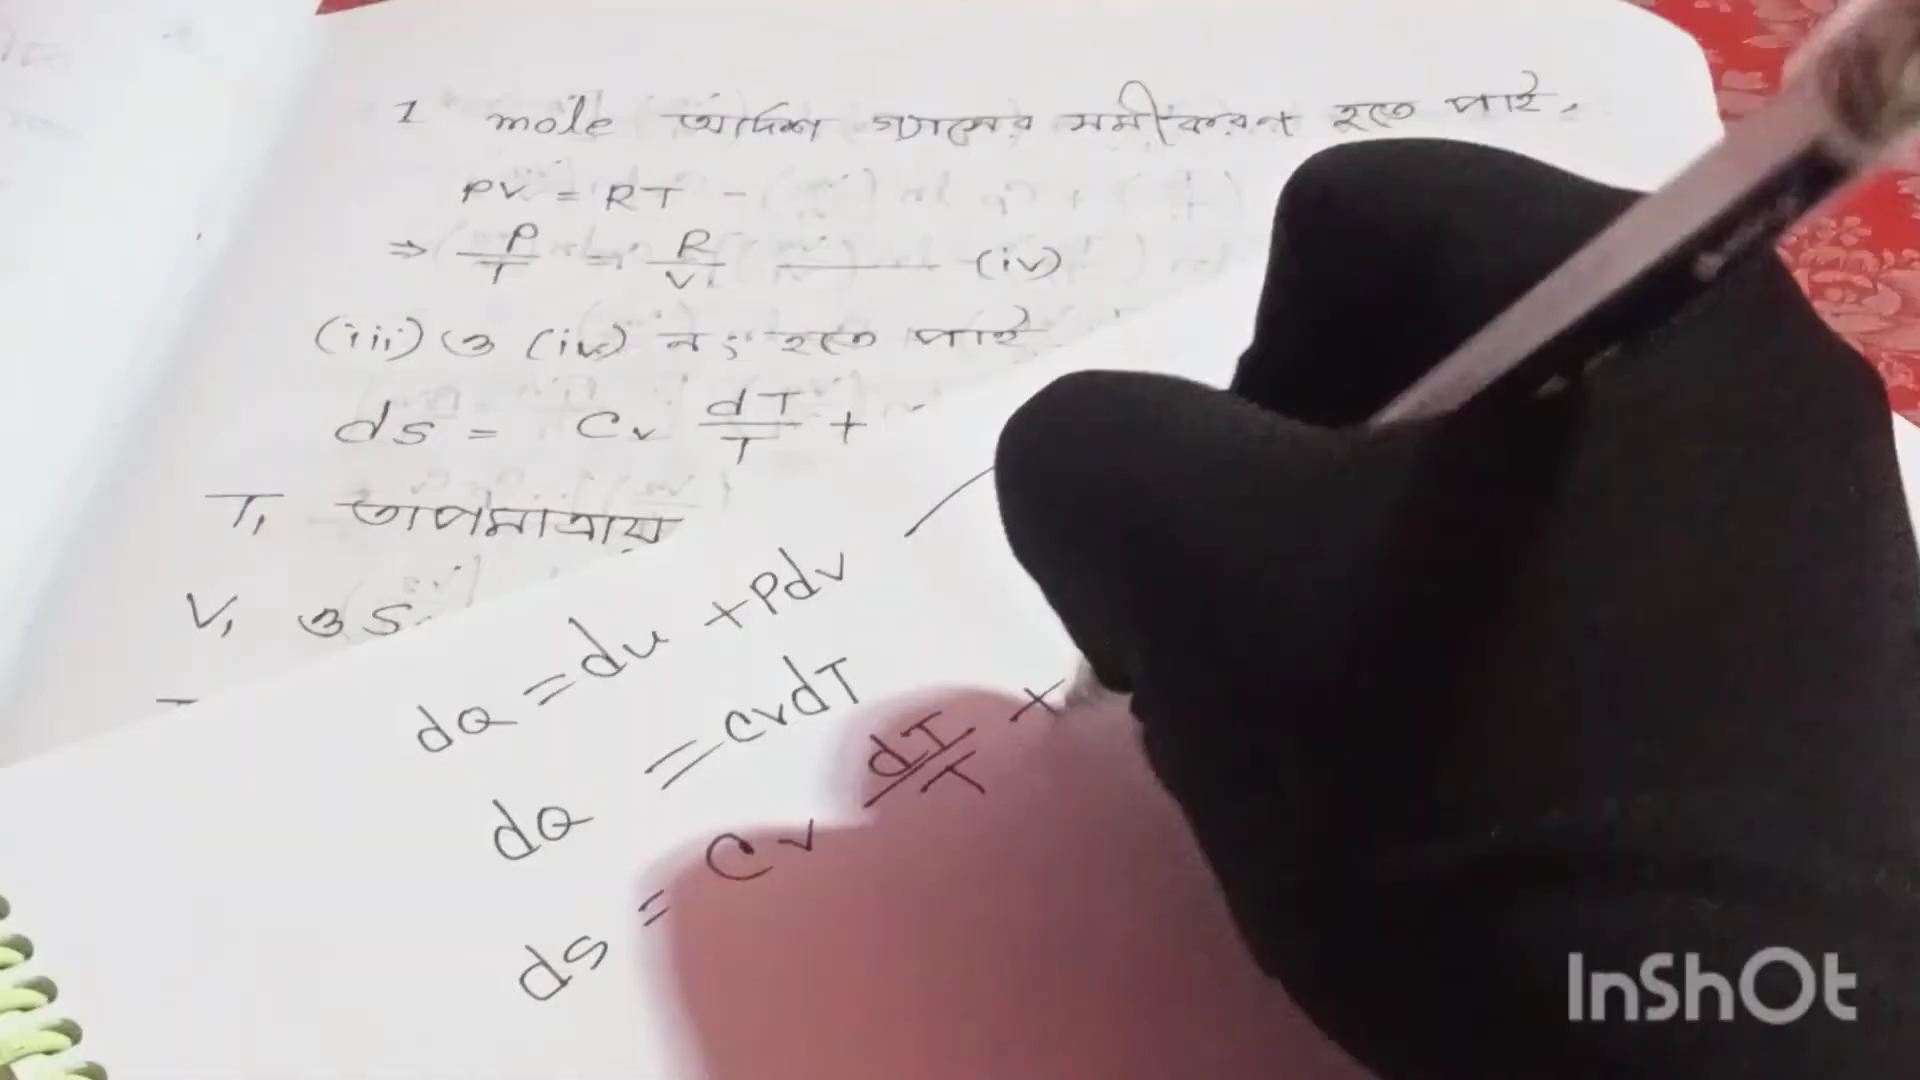 1 mole আদর্শ গ্যাসের সমীকরণ হতে পাই,
PV = RT
⇒ P/T = R/V (iv)
(iii) ও (iv) নং হতে পাই
ds = Cv dT/T +
T₁ তাপমাত্রায়
V₁ ও S
dQ = du + Pdv
dQ = CvdT
ds = Cv dT/T +
InShOt